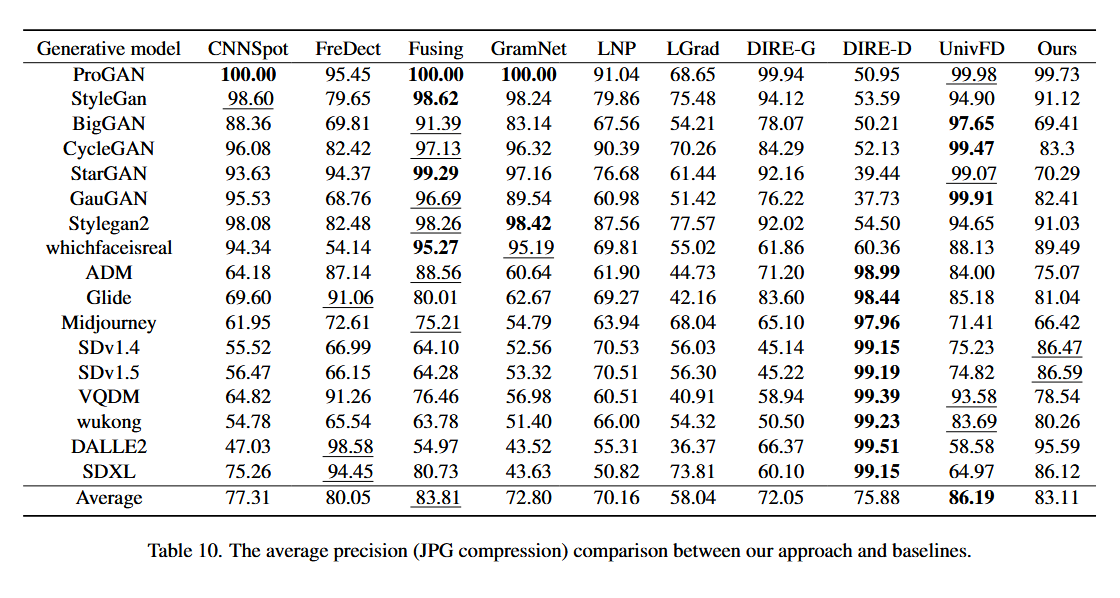 Generative model CNNSpot FreDect Fusing GramNet LNP LGrad DIRE-G DIRE-D UnivFD Ours
ProGAN 100.00 95.45 100.00 100.00 91.04 68.65 99.94 50.95 99.98 99.73
StyleGan 98.60 79.65 98.62 98.24 79.86 75.48 94.12 53.59 94.90 91.12
BigGAN 88.36 69.81 91.39 83.14 67.56 54.21 78.07 50.21 97.65 69.41
CycleGAN 96.08 82.42 97.13 96.32 90.39 70.26 84.29 52.13 99.47 83.3
StarGAN 93.63 94.37 99.29 97.16 76.68 61.44 92.16 39.44 99.07 70.29
GauGAN 95.53 68.76 96.69 89.54 60.98 51.42 76.22 37.73 99.91 82.41
Stylegan2 98.08 82.48 98.26 98.42 87.56 77.57 92.02 54.50 94.65 91.03
whichfaceisreal 94.34 54.14 95.27 95.19 69.81 55.02 61.86 60.36 88.13 89.49
ADM 64.18 87.14 88.56 60.64 61.90 44.73 71.20 98.99 84.00 75.07
Glide 69.60 91.06 80.01 62.67 69.27 42.16 83.60 98.44 85.18 81.04
Midjourney 61.95 72.61 75.21 54.79 63.94 68.04 65.10 97.96 71.41 66.42
SDv1.4 55.52 66.99 64.10 52.56 70.53 56.03 45.14 99.15 75.23 86.47
SDv1.5 56.47 66.15 64.28 53.32 70.51 56.30 45.22 99.19 74.82 86.59
VQDM 64.82 91.26 76.46 56.98 60.51 40.91 58.94 99.39 93.58 78.54
wukong 54.78 65.54 63.78 51.40 66.00 54.32 50.50 99.23 83.69 80.26
DALLE2 47.03 98.58 54.97 43.52 55.31 36.37 66.37 99.51 58.58 95.59
SDXL 75.26 94.45 80.73 43.63 50.82 73.81 60.10 99.15 64.97 86.12
Average 77.31 80.05 83.81 72.80 70.16 58.04 72.05 75.88 86.19 83.11
Table 10. The average precision (JPG compression) comparison between our approach and baselines.